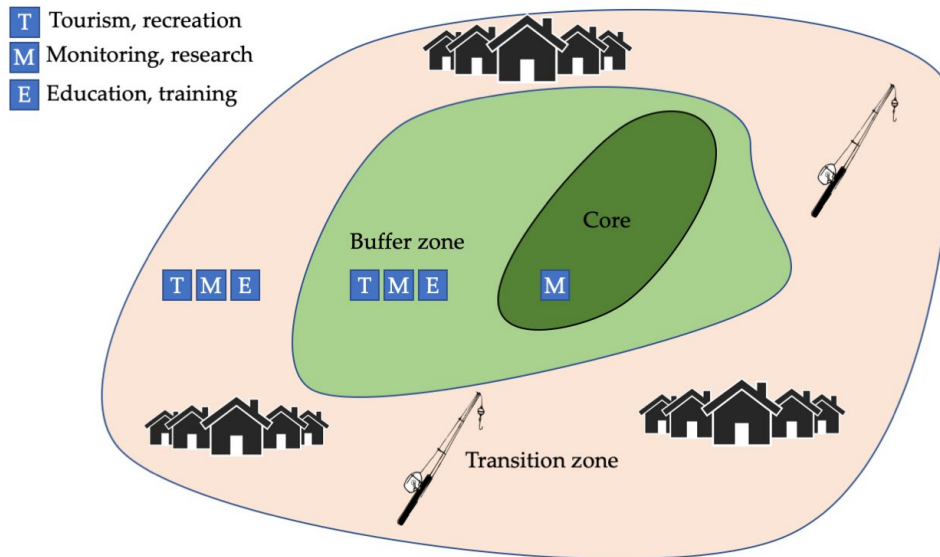 T Tourism, recreation
M Monitoring, research
E Education, training
Core
Buffer zone
T M E
T M E
M
Transition zone